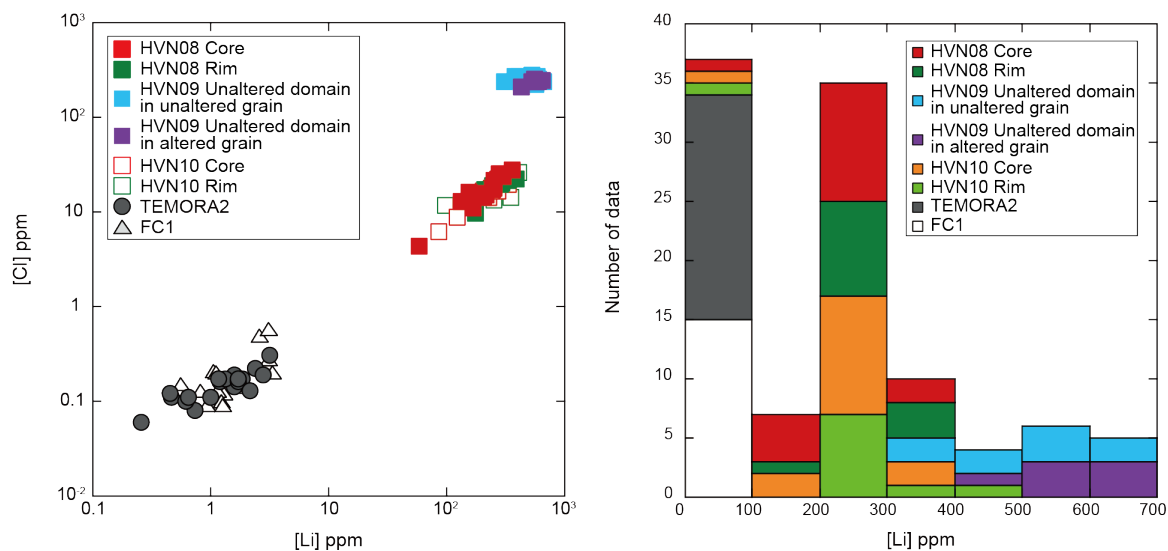 10³
10²
10
1
0.1
10⁻²
[Cl] ppm
HVN08 Core
HVN08 Rim
HVN09 Unaltered domain
in unaltered grain
HVN09 Unaltered domain
in altered grain
HVN10 Core
HVN10 Rim
TEMORA2
FC1
0.1
1
10
10²
10³
[Li] ppm
40
35
30
25
20
15
10
5
0
Number of data
HVN08 Core
HVN08 Rim
HVN09 Unaltered domain
in unaltered grain
HVN09 Unaltered domain
in altered grain
HVN10 Core
HVN10 Rim
TEMORA2
FC1
0
100
200
300
400
500
600
700
[Li] ppm